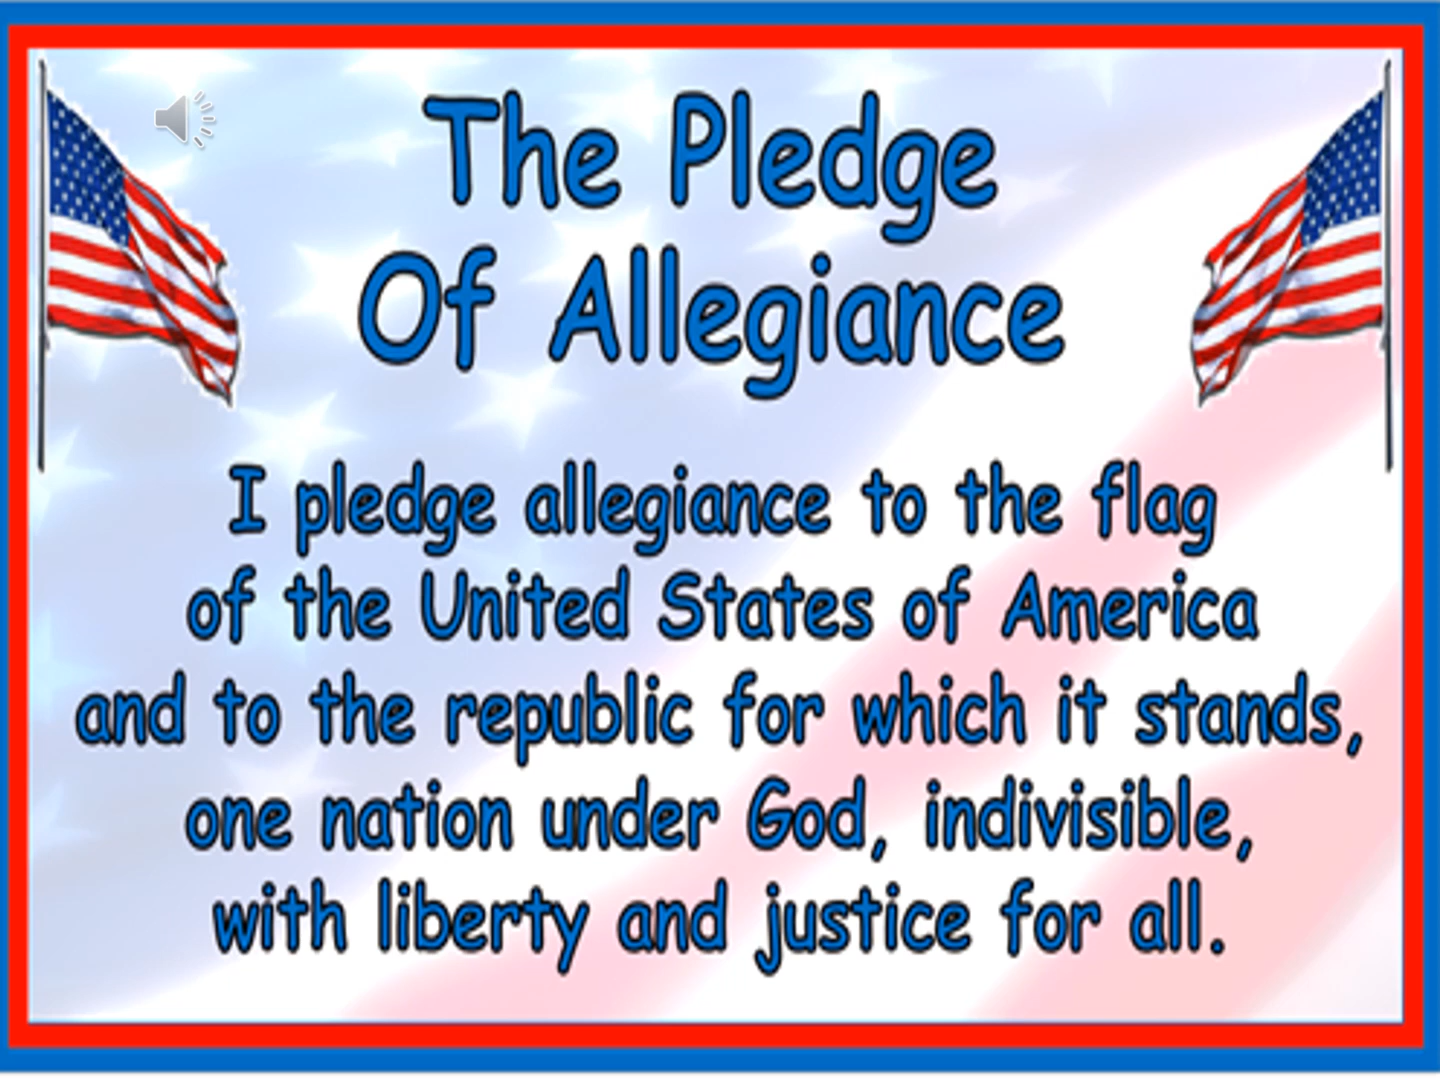 The Pledge
Of Allegiance
I pledge allegiance to the flag
of the United States of America
and to the republic for which it stands,
one nation under God, indivisible,
with liberty and justice for all.